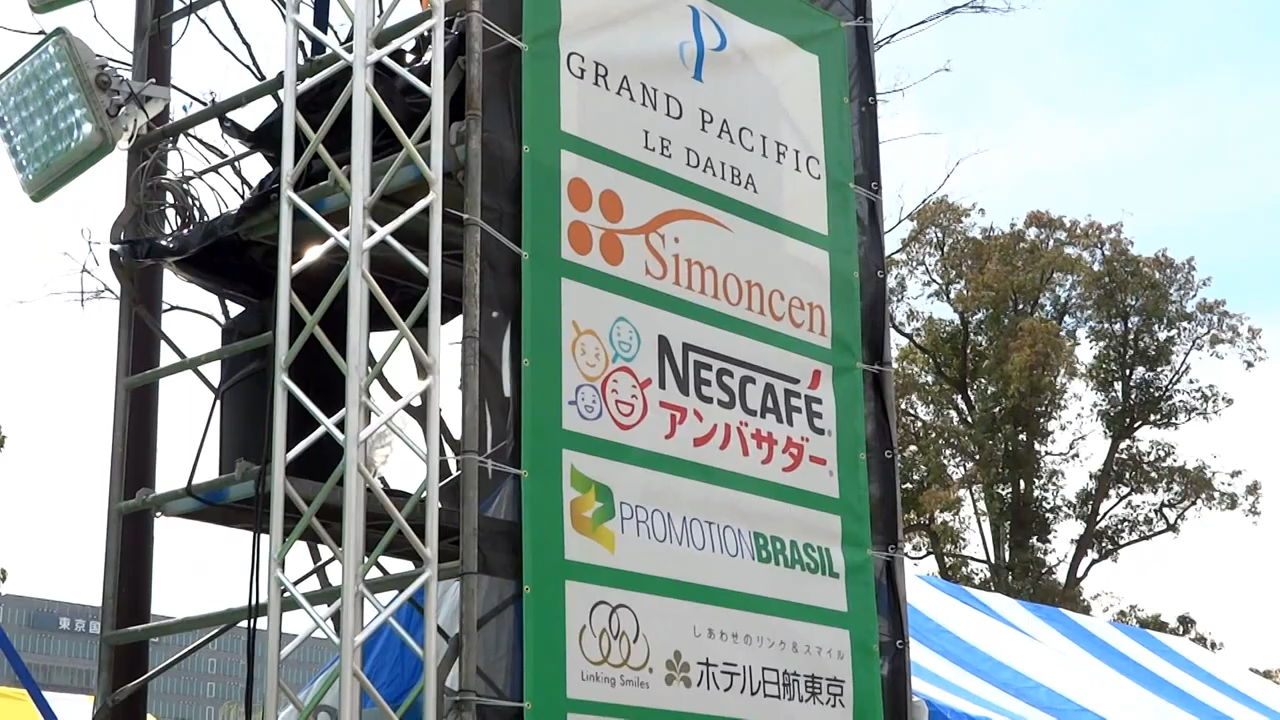 GRAND PACIFIC
LE DAIBA
Simoncen
NESCAFÉ
アンバサダー
PROMOTIONBRASIL
しあわせのリンク&スマイル
Linking Smiles
ホテル日航東京
東京国